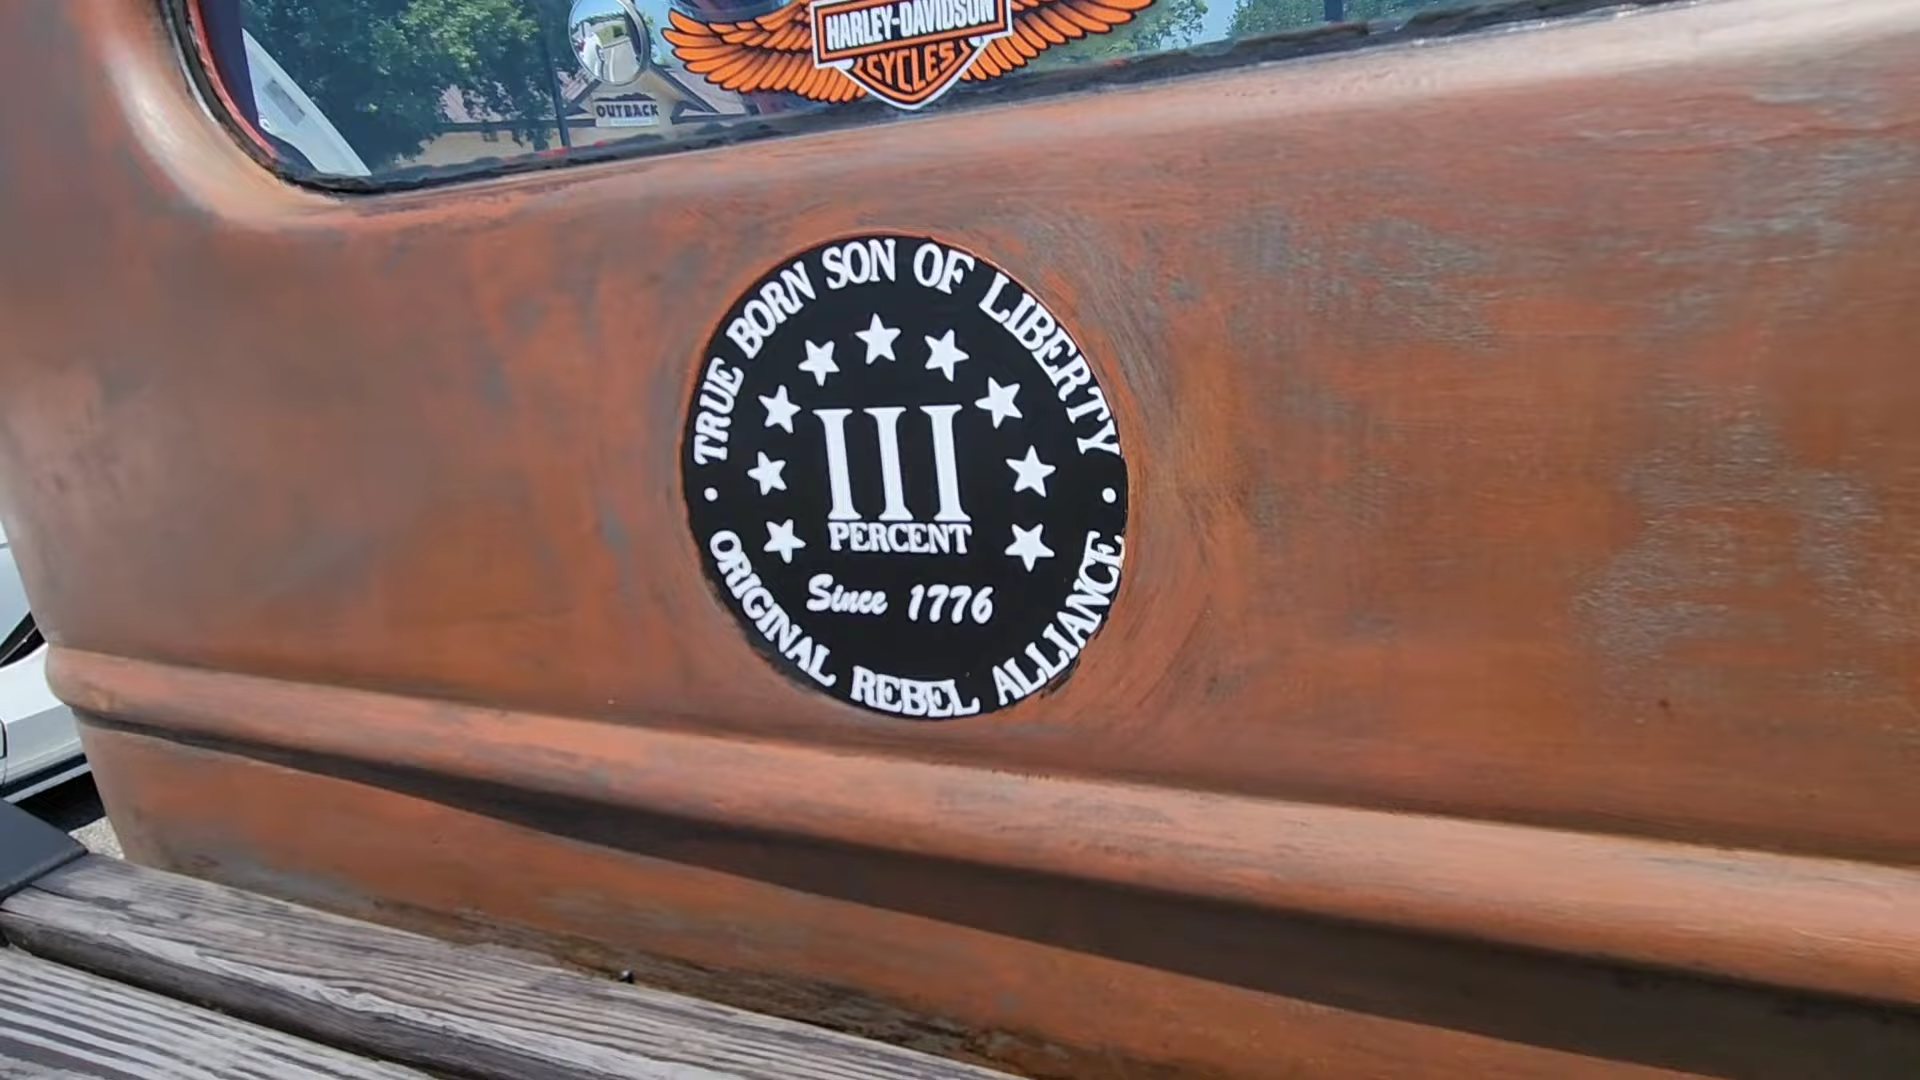 HARLEY-DAVIDSON
CYCLES
OUTBACK
TRUE BORN SON OF LIBERTY
III
PERCENT
Since 1776
ORIGINAL REBEL ALLIANCE